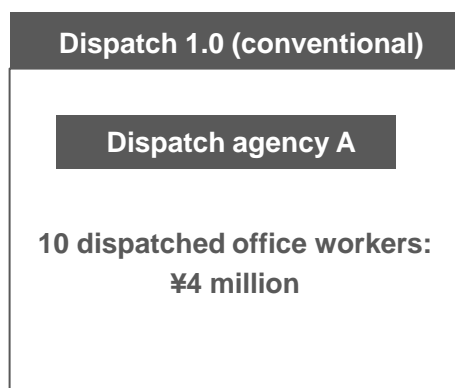 Dispatch 1.0 (conventional)
Dispatch agency A
10 dispatched office workers:
¥4 million